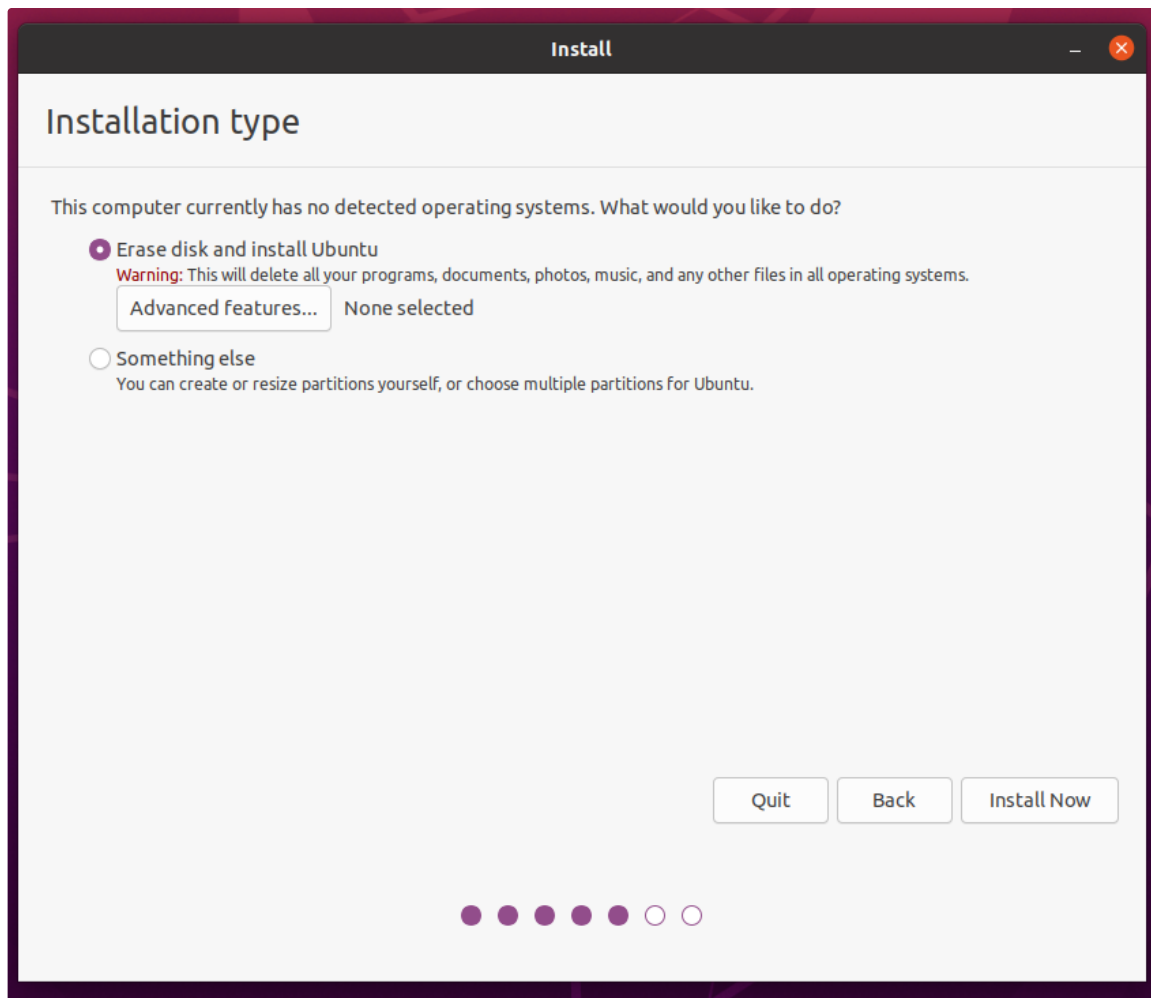 Install
Installation type
This computer currently has no detected operating systems. What would you like to do?
Erase disk and install Ubuntu
Warning: This will delete all your programs, documents, photos, music, and any other files in all operating systems.
Advanced features... None selected
Something else
You can create or resize partitions yourself, or choose multiple partitions for Ubuntu.
Quit Back Install Now